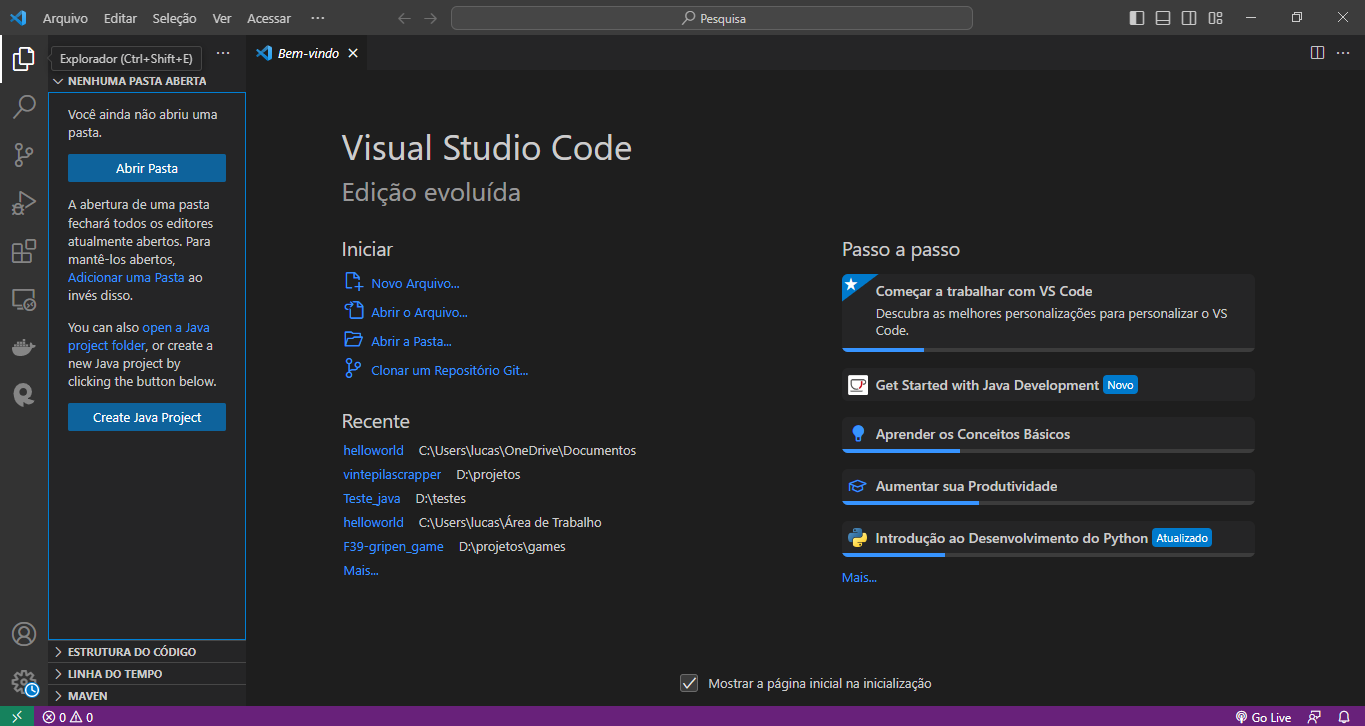 Arquivo Editar Seleção Ver Acessar ···
Pesquisa
Explorador (Ctrl+Shift+E) ···
Bem-vindo
NENHUMA PASTA ABERTA
Você ainda não abriu uma
pasta.
Abrir Pasta
A abertura de uma pasta
fechará todos os editores
atualmente abertos. Para
mantê-los abertos,
Adicionar uma Pasta ao
invés disso.
You can also open a Java
project folder, or create a
new Java project by
clicking the button below.
Create Java Project
ESTRUTURA DO CÓDIGO
LINHA DO TEMPO
MAVEN
Visual Studio Code
Edição evoluída
Iniciar
Novo Arquivo...
Abrir o Arquivo...
Abrir a Pasta...
Clonar um Repositório Git...
Recente
helloworld C:\Users\lucas\OneDrive\Documentos
vintepilascrapper D:\projetos
Teste_java D:\testes
helloworld C:\Users\lucas\Área de Trabalho
F39-gripen_game D:\projetos\games
Mais...
Passo a passo
Começar a trabalhar com VS Code
Descubra as melhores personalizações para personalizar o VS
Code.
Get Started with Java Development Novo
Aprender os Conceitos Básicos
Aumentar sua Produtividade
Introdução ao Desenvolvimento do Python Atualizado
Mais...
Mostrar a página inicial na inicialização
0 0
Go Live